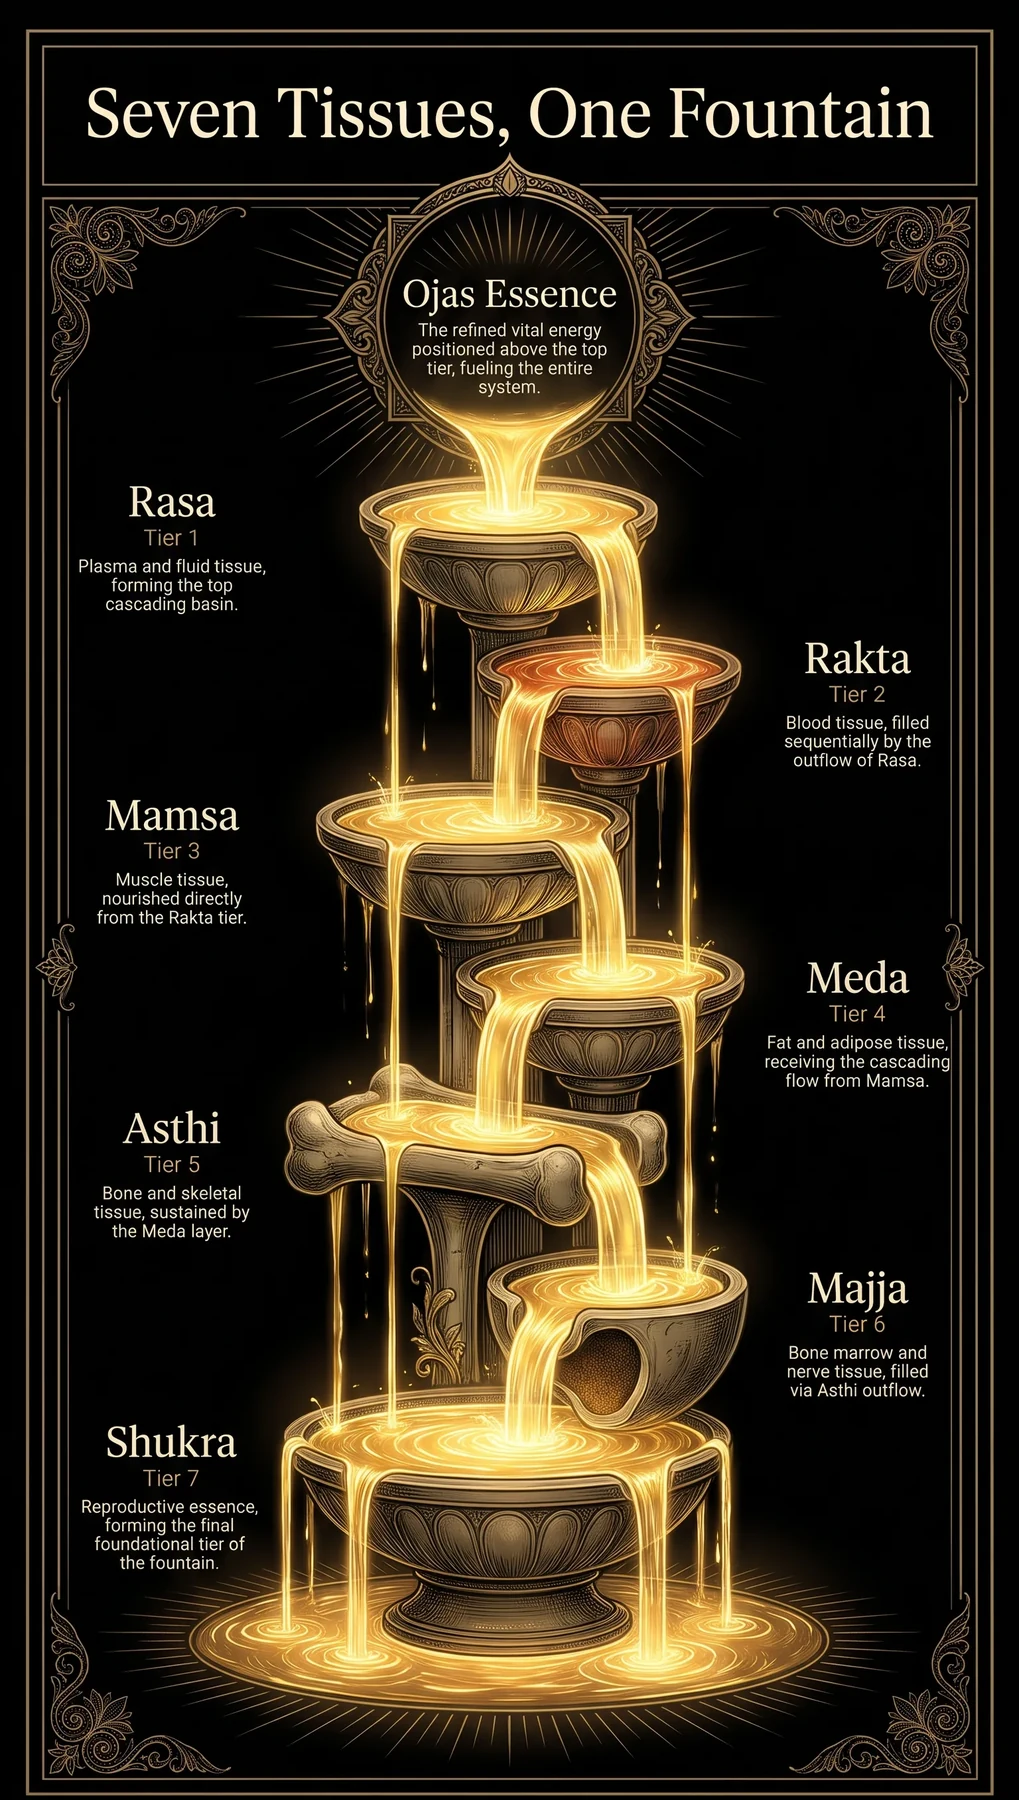 Seven Tissues, One Fountain
Ojas Essence
The refined vital energy
positioned above the top
tier, fueling the entire
system.
Rasa
Tier 1
Plasma and fluid tissue,
forming the top
cascading basin.
Rakta
Tier 2
Blood tissue, filled
sequentially by the
outflow of Rasa.
Mamsa
Tier 3
Muscle tissue,
nourished directly
from the Rakta tier.
Meda
Tier 4
Fat and adipose tissue,
receiving the cascading
flow from Mamsa.
Asthi
Tier 5
Bone and skeletal
tissue, sustained by
the Meda layer.
Majja
Tier 6
Bone marrow and
nerve tissue, filled
via Asthi outflow.
Shukra
Tier 7
Reproductive essence,
forming the final
foundational tier of
the fountain.